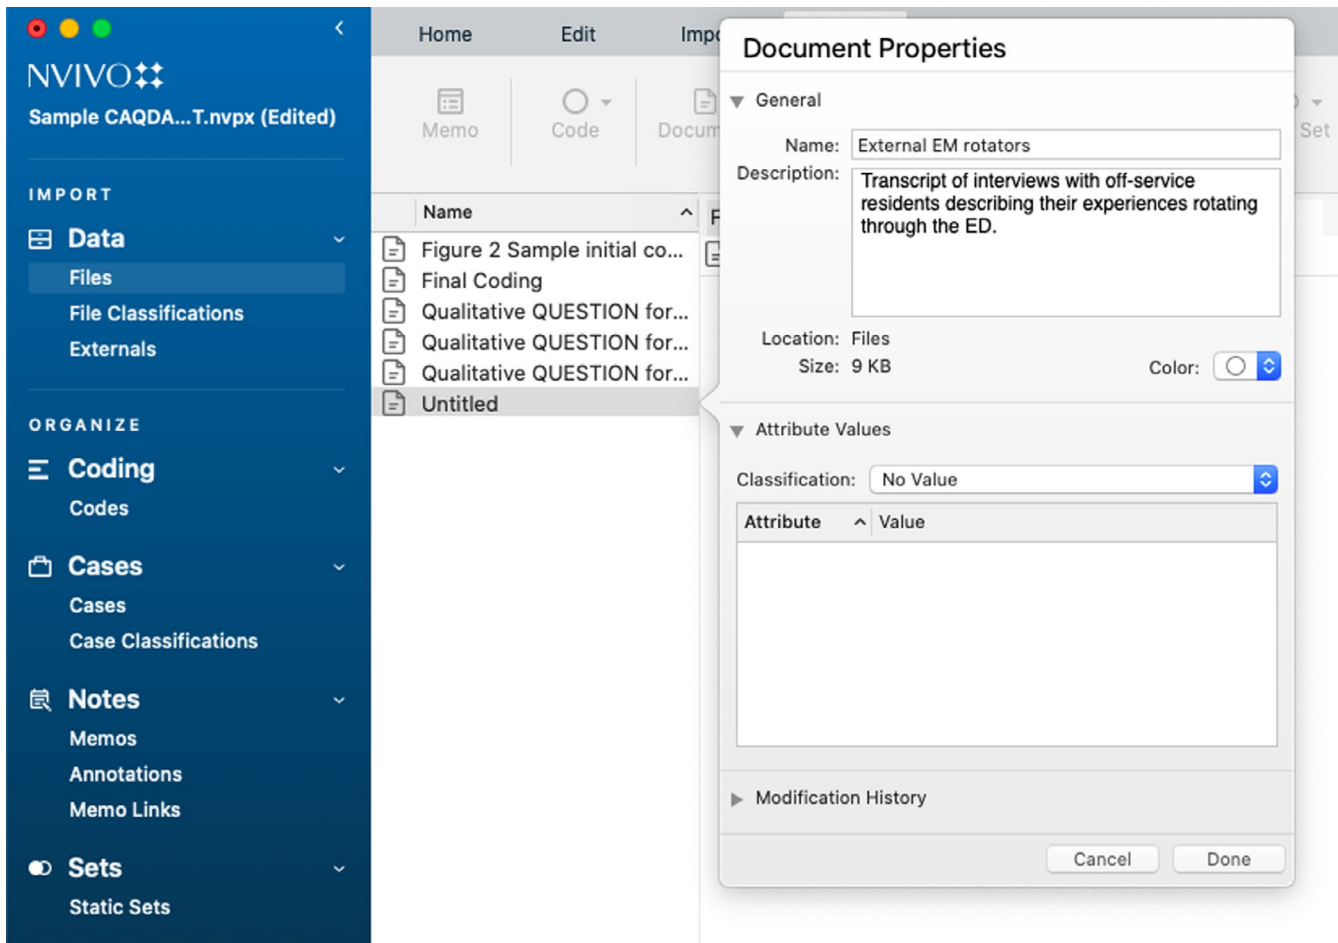 NVIVO
Sample CAQDA...T.nvpx (Edited)
IMPORT
Data
Files
File Classifications
Externals
ORGANIZE
Coding
Codes
Cases
Cases
Case Classifications
Notes
Memos
Annotations
Memo Links
Sets
Static Sets
Home Edit Impo
Memo Code Docum Set
Name
Figure 2 Sample initial co...
Final Coding
Qualitative QUESTION for...
Qualitative QUESTION for...
Qualitative QUESTION for...
Untitled
F
Document Properties
General
Name: External EM rotators
Description: Transcript of interviews with off-service
residents describing their experiences rotating
through the ED.
Location: Files
Size: 9 KB
Color:
Attribute Values
Classification: No Value
Attribute Value
Modification History
Cancel Done